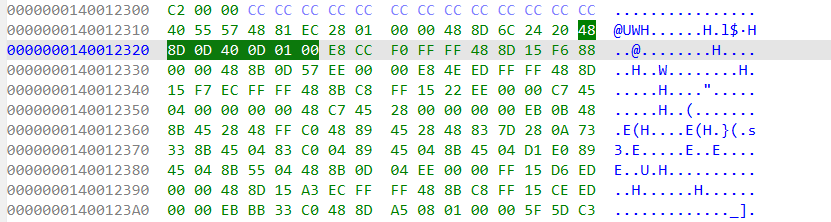 0000000140012300 C2 00 00 CC CC CC CC CC CC CC CC CC CC CC CC CC ................
0000000140012310 40 55 57 48 81 EC 28 01 00 00 48 8D 6C 24 20 48 @UWH......H.l$·H
0000000140012320 8D 0D 40 0D 01 00 E8 CC F0 FF FF 48 8D 15 F6 88 ..@........H....
0000000140012330 00 00 48 8B 0D 57 EE 00 00 E8 4E ED FF FF 48 8D ..H..W........H.
0000000140012340 15 F7 EC FF FF 48 8B C8 FF 15 22 EE 00 00 C7 45 .....H...."....E
0000000140012350 04 00 00 00 00 48 C7 45 28 00 00 00 00 EB 0B 48 .....H..(......H
0000000140012360 8B 45 28 48 FF C0 48 89 45 28 48 83 7D 28 0A 73 .E(H....E(H.}(.s
0000000140012370 33 8B 45 04 83 C0 04 89 45 04 8B 45 04 D1 E0 89 3.E.....E..E....
0000000140012380 45 04 8B 55 04 48 8B 0D 04 EE 00 00 FF 15 D6 ED E..U.H..........
0000000140012390 00 00 48 8D 15 A3 EC FF FF 48 8B C8 FF 15 CE ED ..H......H......
00000001400123A0 00 00 EB BB 33 C0 48 8D A5 08 01 00 00 5F 5D C3 ............._].